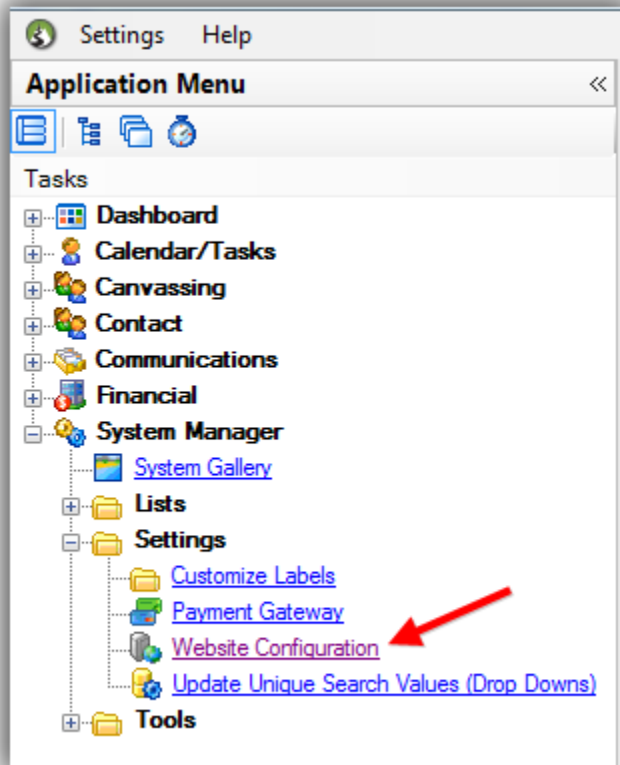 Settings Help
Application Menu
Tasks
Dashboard
Calendar/Tasks
Canvassing
Contact
Communications
Financial
System Manager
System Gallery
Lists
Settings
Customize Labels
Payment Gateway
Website Configuration
Update Unique Search Values (Drop Downs)
Tools